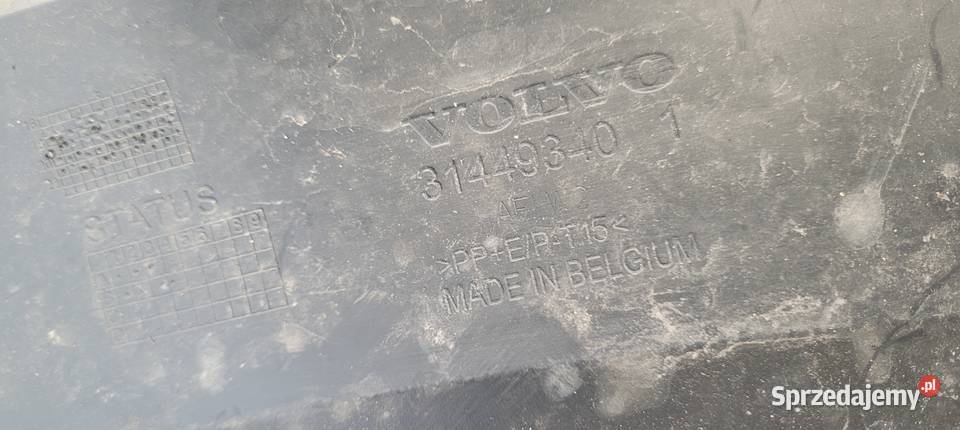 VOLVO
31449340 1
>PP+E/P-T15<
MADE IN BELGIUM
STATUS
Sprzedajemy.pl